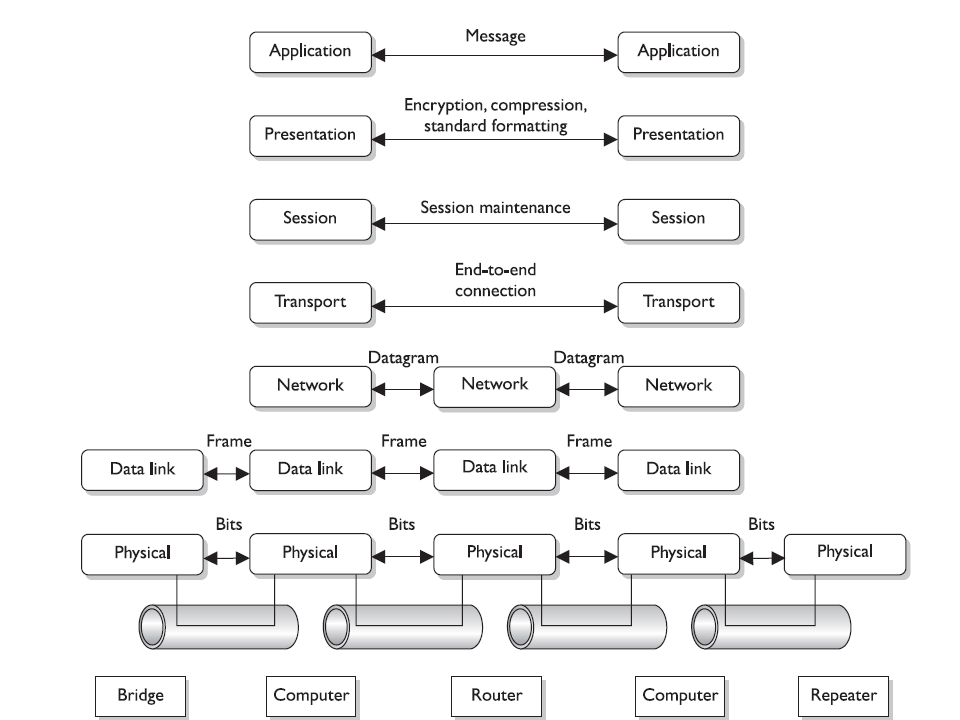 Message
Application Application
Encryption, compression,
standard formatting
Presentation Presentation
Session maintenance
Session Session
End-to-end
connection
Transport Transport
Datagram Datagram
Network Network Network
Frame Frame Frame
Data link Data link Data link Data link
Bits Bits Bits Bits
Physical Physical Physical Physical Physical
Bridge Computer Router Computer Repeater